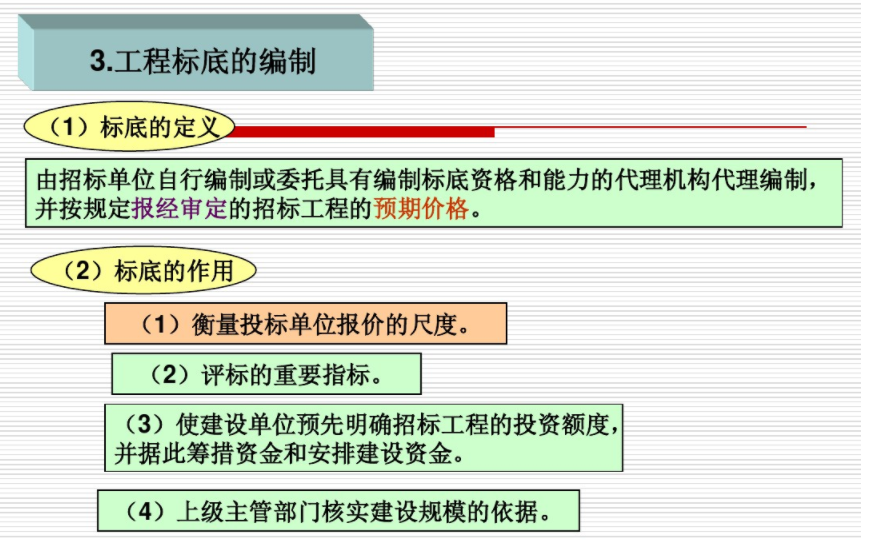 3.工程标底的编制
（1）标底的定义
由招标单位自行编制或委托具有编制标底资格和能力的代理机构代理编制，
并按规定报经审定的招标工程的预期价格。
（2）标底的作用
（1）衡量投标单位报价的尺度。
（2）评标的重要指标。
（3）使建设单位预先明确招标工程的投资额度，
并据此筹措资金和安排建设资金。
（4）上级主管部门核实建设规模的依据。